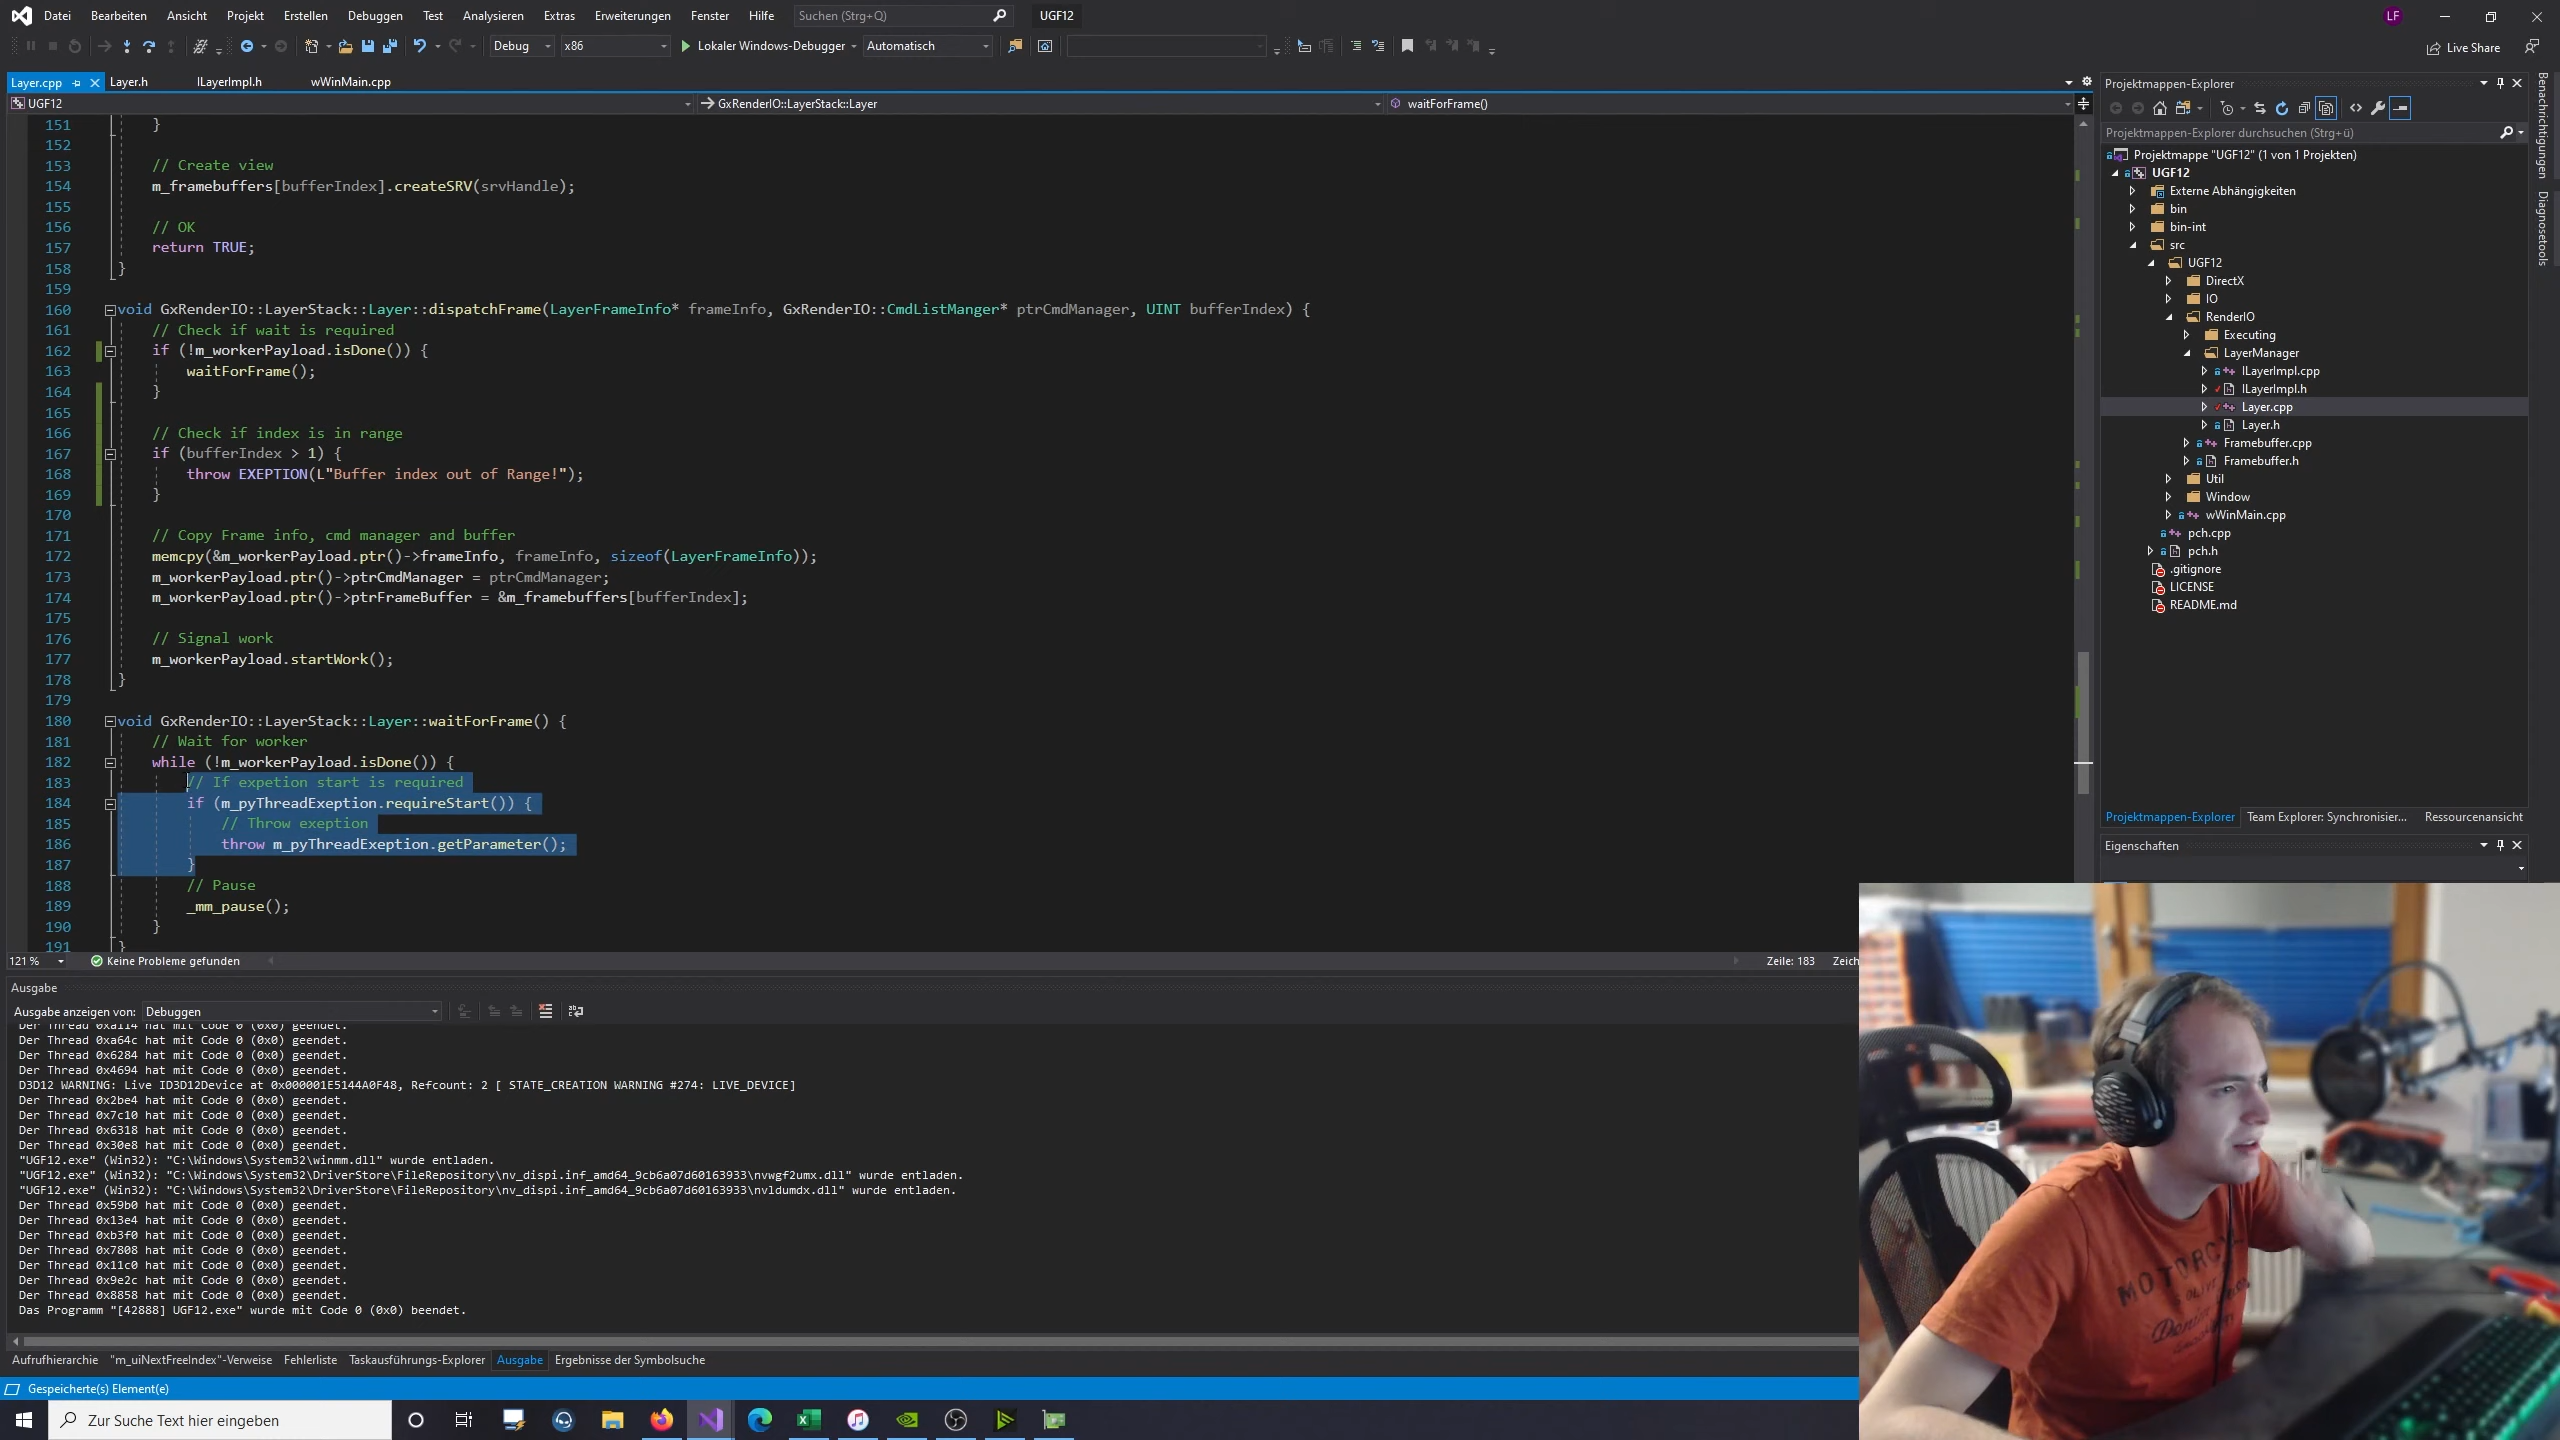 Datei Bearbeiten Ansicht Projekt Erstellen Debuggen Test Analysieren Extras Erweiterungen Fenster Hilfe Suchen (Strg+Q) UGF12 LF
Debug x86 Lokaler Windows-Debugger Automatisch Live Share
Layer.cpp Layer.h ILayerImpl.h wWinMain.cpp
UGF12 GxRenderIO::LayerStack::Layer waitForFrame()
151 }
152
153 // Create view
154 m_framebuffers[bufferIndex].createSRV(srvHandle);
155
156 // OK
157 return TRUE;
158 }
159
160 void GxRenderIO::LayerStack::Layer::dispatchFrame(LayerFrameInfo* frameInfo, GxRenderIO::CmdListManger* ptrCmdManager, UINT bufferIndex) {
161 // Check if wait is required
162 if (!m_workerPayload.isDone()) {
163 waitForFrame();
164 }
165
166 // Check if index is in range
167 if (bufferIndex > 1) {
168 throw EXEPTION(L"Buffer index out of Range!");
169 }
170
171 // Copy Frame info, cmd manager and buffer
172 memcpy(&m_workerPayload.ptr()->frameInfo, frameInfo, sizeof(LayerFrameInfo));
173 m_workerPayload.ptr()->ptrCmdManager = ptrCmdManager;
174 m_workerPayload.ptr()->ptrFrameBuffer = &m_framebuffers[bufferIndex];
175
176 // Signal work
177 m_workerPayload.startWork();
178 }
179
180 void GxRenderIO::LayerStack::Layer::waitForFrame() {
181 // Wait for worker
182 while (!m_workerPayload.isDone()) {
183 // If expetion start is required
184 if (m_pyThreadExeption.requireStart()) {
185 // Throw exeption
186 throw m_pyThreadExeption.getParameter();
187 }
188 // Pause
189 _mm_pause();
190 }
191 }
121 % Keine Probleme gefunden Zeile: 183
Ausgabe
Ausgabe anzeigen von: Debuggen
Der Thread 0xa114 hat mit Code 0 (0x0) geendet.
Der Thread 0xa64c hat mit Code 0 (0x0) geendet.
Der Thread 0x6284 hat mit Code 0 (0x0) geendet.
Der Thread 0x4694 hat mit Code 0 (0x0) geendet.
D3D12 WARNING: Live ID3D12Device at 0x000001E5144A0F48, Refcount: 2 [ STATE_CREATION WARNING #274: LIVE_DEVICE]
Der Thread 0x2be4 hat mit Code 0 (0x0) geendet.
Der Thread 0x7c10 hat mit Code 0 (0x0) geendet.
Der Thread 0x6318 hat mit Code 0 (0x0) geendet.
Der Thread 0x30e8 hat mit Code 0 (0x0) geendet.
"UGF12.exe" (Win32): "C:\Windows\System32\winmm.dll" wurde entladen.
"UGF12.exe" (Win32): "C:\Windows\System32\DriverStore\FileRepository\nv_dispi.inf_amd64_9cb6a07d60163933\nvwgf2umx.dll" wurde entladen.
"UGF12.exe" (Win32): "C:\Windows\System32\DriverStore\FileRepository\nv_dispi.inf_amd64_9cb6a07d60163933\nvldumdx.dll" wurde entladen.
Der Thread 0x59b0 hat mit Code 0 (0x0) geendet.
Der Thread 0x13e4 hat mit Code 0 (0x0) geendet.
Der Thread 0xb3f0 hat mit Code 0 (0x0) geendet.
Der Thread 0x7808 hat mit Code 0 (0x0) geendet.
Der Thread 0x11c0 hat mit Code 0 (0x0) geendet.
Der Thread 0x9e2c hat mit Code 0 (0x0) geendet.
Der Thread 0x8858 hat mit Code 0 (0x0) geendet.
Das Programm "[42888] UGF12.exe" wurde mit Code 0 (0x0) beendet.
Aufrufhierarchie "m_uiNextFreeIndex"-Verweise Fehlerliste Taskausführungs-Explorer Ausgabe Ergebnisse der Symbolsuche
Gespeicherte(s) Element(e)
Zur Suche Text hier eingeben
Projektmappen-Explorer
Projektmappen-Explorer durchsuchen (Strg+ü)
Projektmappe "UGF12" (1 von 1 Projekten)
UGF12
Externe Abhängigkeiten
bin
bin-int
src
UGF12
DirectX
IO
RenderIO
Executing
LayerManager
ILayerImpl.cpp
ILayerImpl.h
Layer.cpp
Layer.h
Framebuffer.cpp
Framebuffer.h
Util
Window
wWinMain.cpp
pch.cpp
pch.h
.gitignore
LICENSE
README.md
Projektmappen-Explorer Team Explorer: Synchronisier... Ressourcenansicht
Eigenschaften
Benachrichtigungen
Diagnosetools
MOTORCY